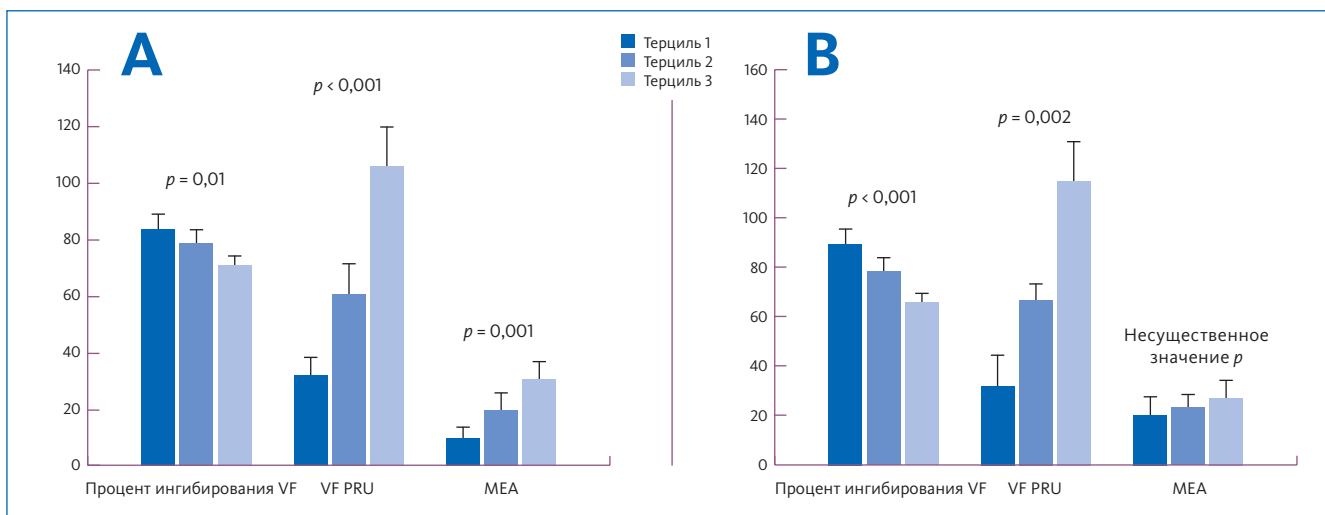 A
Терциль 1
Терциль 2
Терциль 3
140
120
100
80
60
40
20
0
p = 0,01
p < 0,001
p = 0,001
Процент ингибирования VF
VF PRU
MEA
B
160
140
120
100
80
60
40
20
0
p < 0,001
p = 0,002
Несущественное
значение p
Процент ингибирования VF
VF PRU
MEA